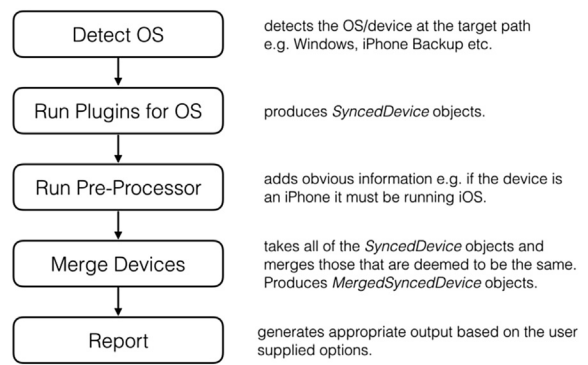 Detect OS
detects the OS/device at the target path
e.g. Windows, iPhone Backup etc.
Run Plugins for OS
produces SyncedDevice objects.
Run Pre-Processor
adds obvious information e.g. if the device is
an iPhone it must be running iOS.
Merge Devices
takes all of the SyncedDevice objects and
merges those that are deemed to be the same.
Produces MergedSyncedDevice objects.
Report
generates appropriate output based on the user
supplied options.